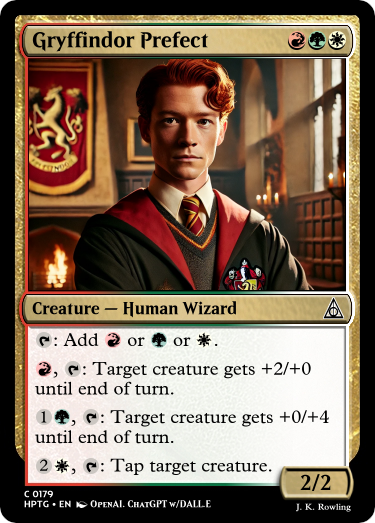 Gryffindor Prefect
Creature — Human Wizard
: Add or or .
, : Target creature gets +2/+0
until end of turn.
1 , : Target creature gets +0/+4
until end of turn.
2 , : Tap target creature.
2/2
C 0179
HPTG • EN OpenAI. ChatGPT w/DALL.E
J. K. Rowling